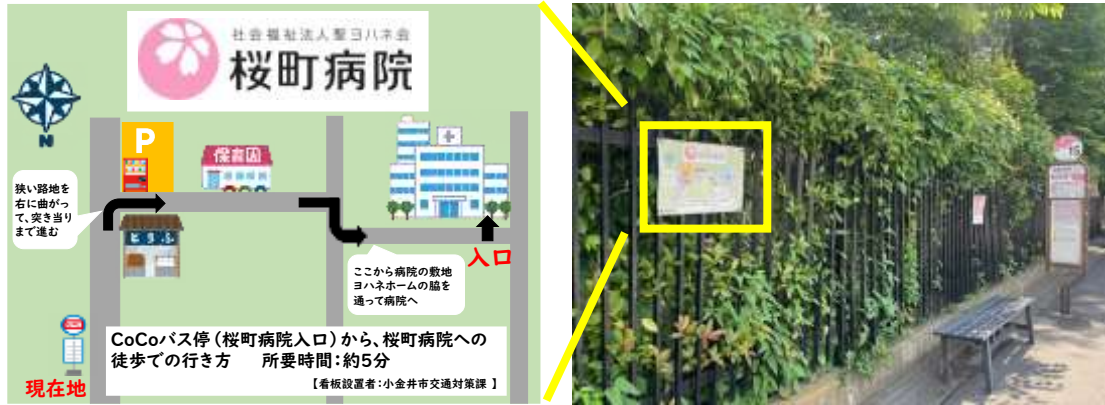 社会福祉法人聖ヨハネ会
桜町病院
N
P
保育園
狭い路地を
右に曲がっ
て、突き当り
まで進む
とうふ
ここから病院の敷地
ヨハネホームの脇を
通って病院へ
入口
CoCoバス停(桜町病院入口)から、桜町病院への
徒歩での行き方 所要時間:約5分
【看板設置者:小金井市交通対策課 】
現在地
15